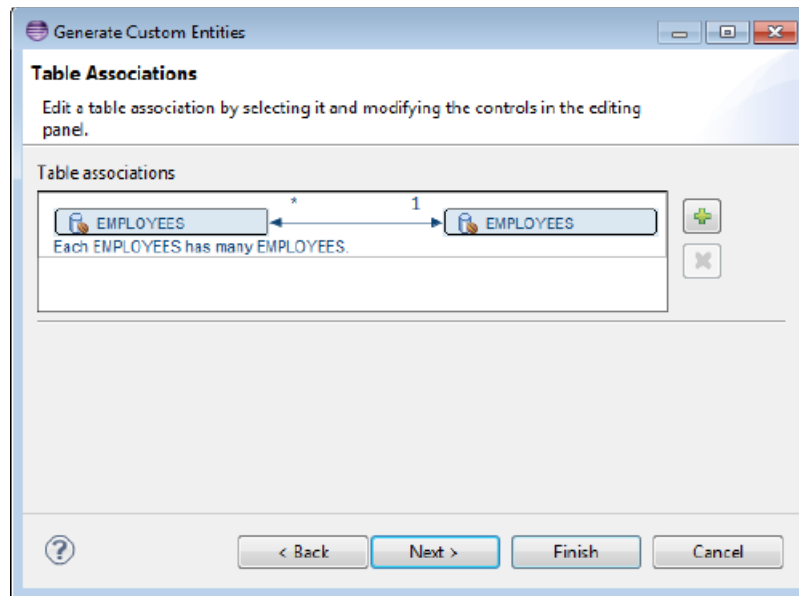 Generate Custom Entities
Table Associations
Edit a table association by selecting it and modifying the controls in the editing
panel.
Table associations
* 1
EMPLOYEES EMPLOYEES
Each EMPLOYEES has many EMPLOYEES.
? < Back Next > Finish Cancel